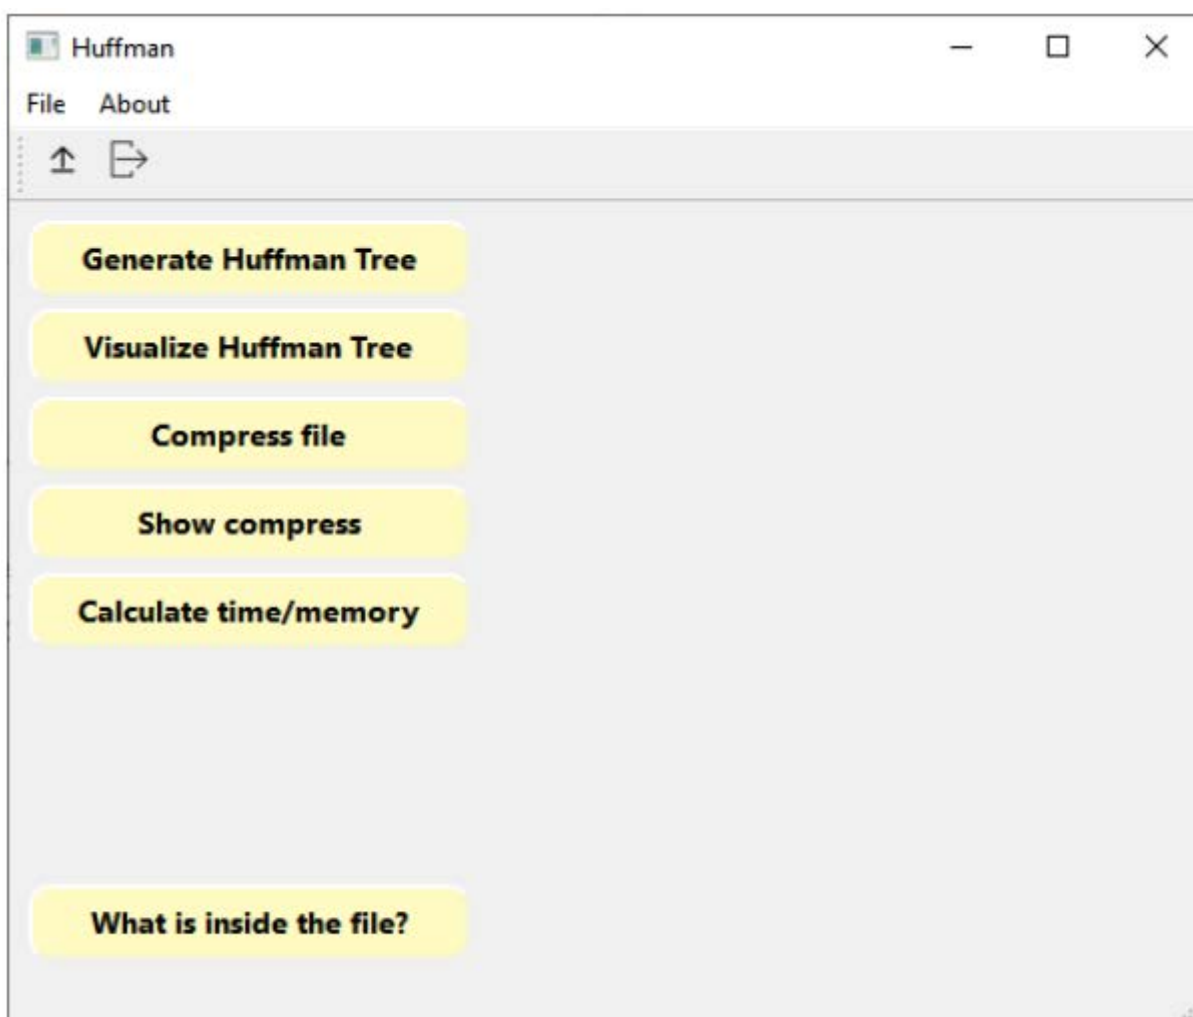 Huffman
File About
Generate Huffman Tree
Visualize Huffman Tree
Compress file
Show compress
Calculate time/memory
What is inside the file?